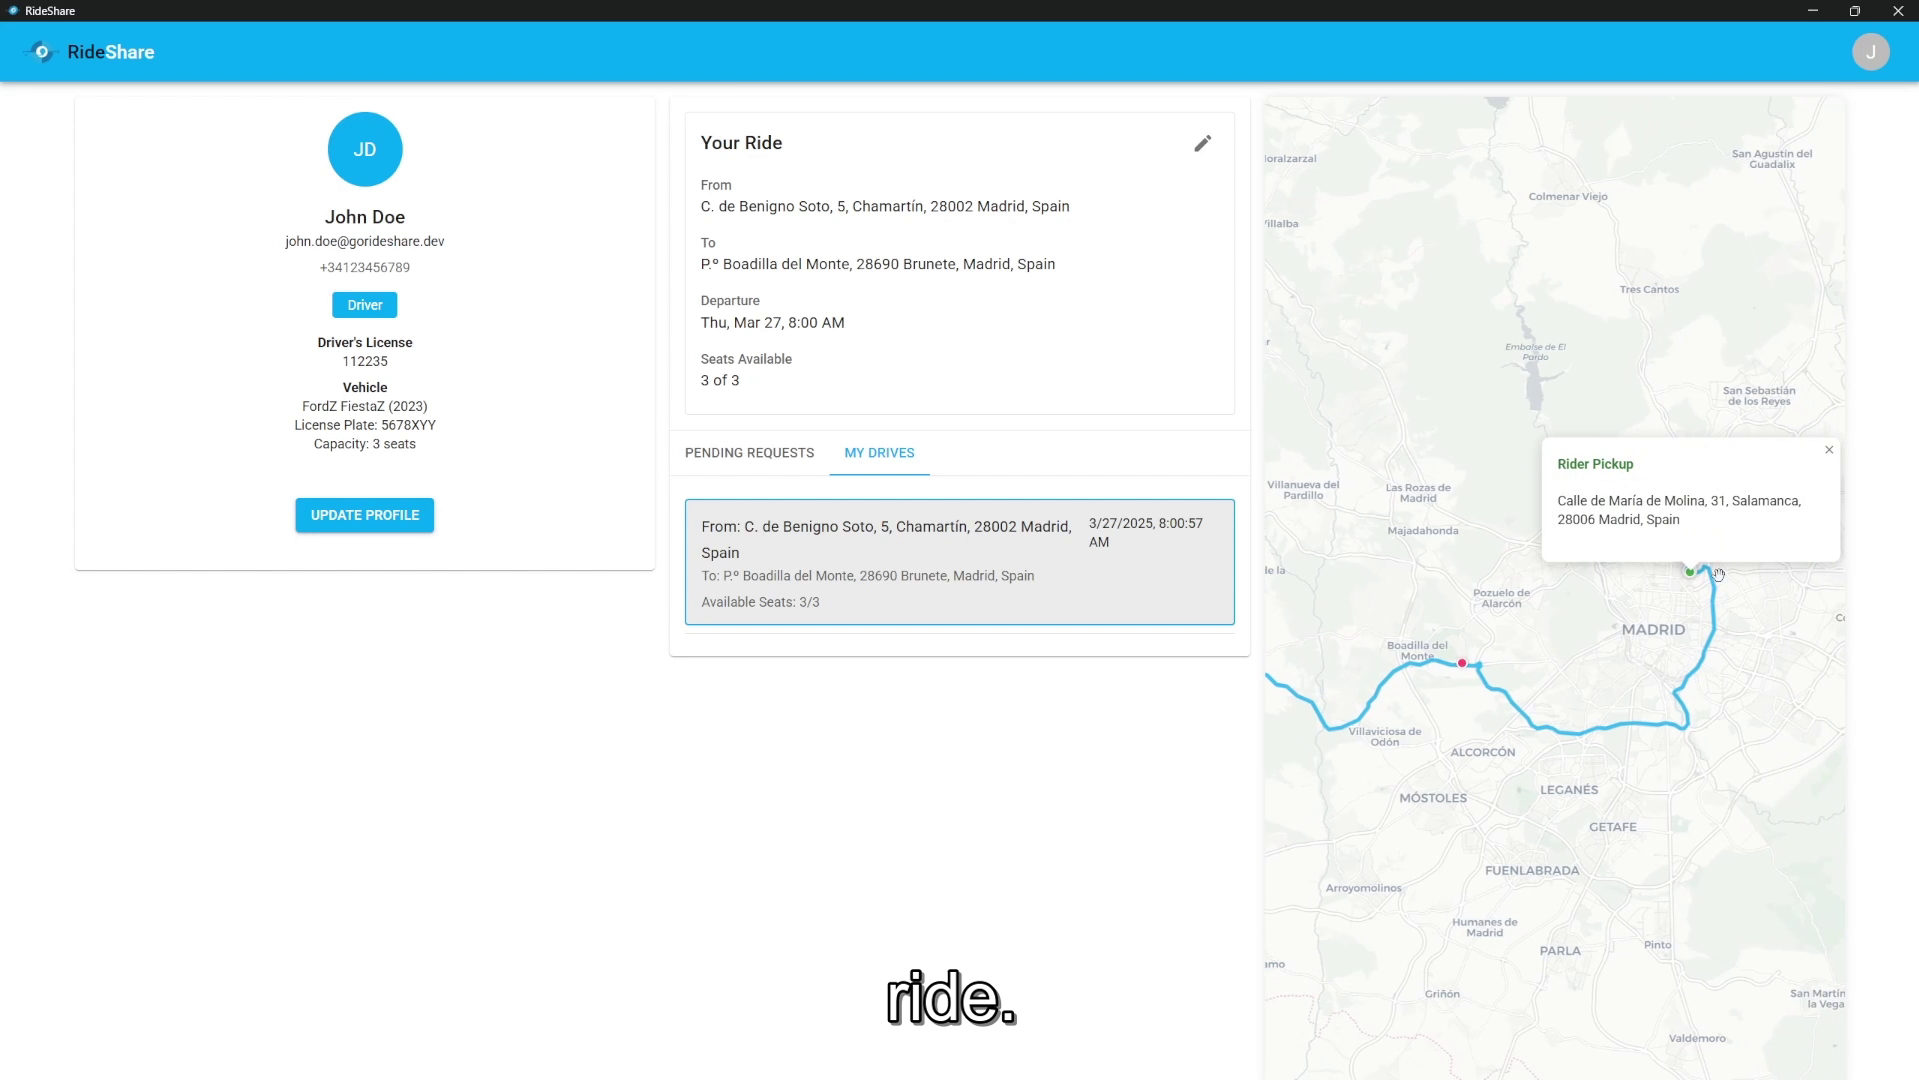 RideShare
RideShare
J
JD
John Doe
john.doe@gorideshare.dev
+34123456789
Driver
Driver's License
112235
Vehicle
FordZ FiestaZ (2023)
License Plate: 5678XYY
Capacity: 3 seats
UPDATE PROFILE
Your Ride
From
C. de Benigno Soto, 5, Chamartín, 28002 Madrid, Spain
To
P.º Boadilla del Monte, 28690 Brunete, Madrid, Spain
Departure
Thu, Mar 27, 8:00 AM
Seats Available
3 of 3
PENDING REQUESTS
MY DRIVES
From: C. de Benigno Soto, 5, Chamartín, 28002 Madrid,
Spain
3/27/2025, 8:00:57
AM
To: P.º Boadilla del Monte, 28690 Brunete, Madrid, Spain
Available Seats: 3/3
loralzarzal
San Agustín del
Guadalix
Colmenar Viejo
Villalba
Tres Cantos
Embalse de El
Pardo
San Sebastián
de los Reyes
Rider Pickup
Calle de María de Molina, 31, Salamanca,
28006 Madrid, Spain
Villanueva del
Pardillo
Las Rozas de
Madrid
Majadahonda
de la
Pozuelo de
Alarcón
MADRID
Boadilla del
Monte
Villaviciosa de
Odón
ALCORCÓN
LEGANÉS
MÓSTOLES
GETAFE
FUENLABRADA
Arroyomolinos
Humanes de
Madrid
PARLA
Pinto
amo
Griñón
San Martín
la Vega
Valdemoro
ride.